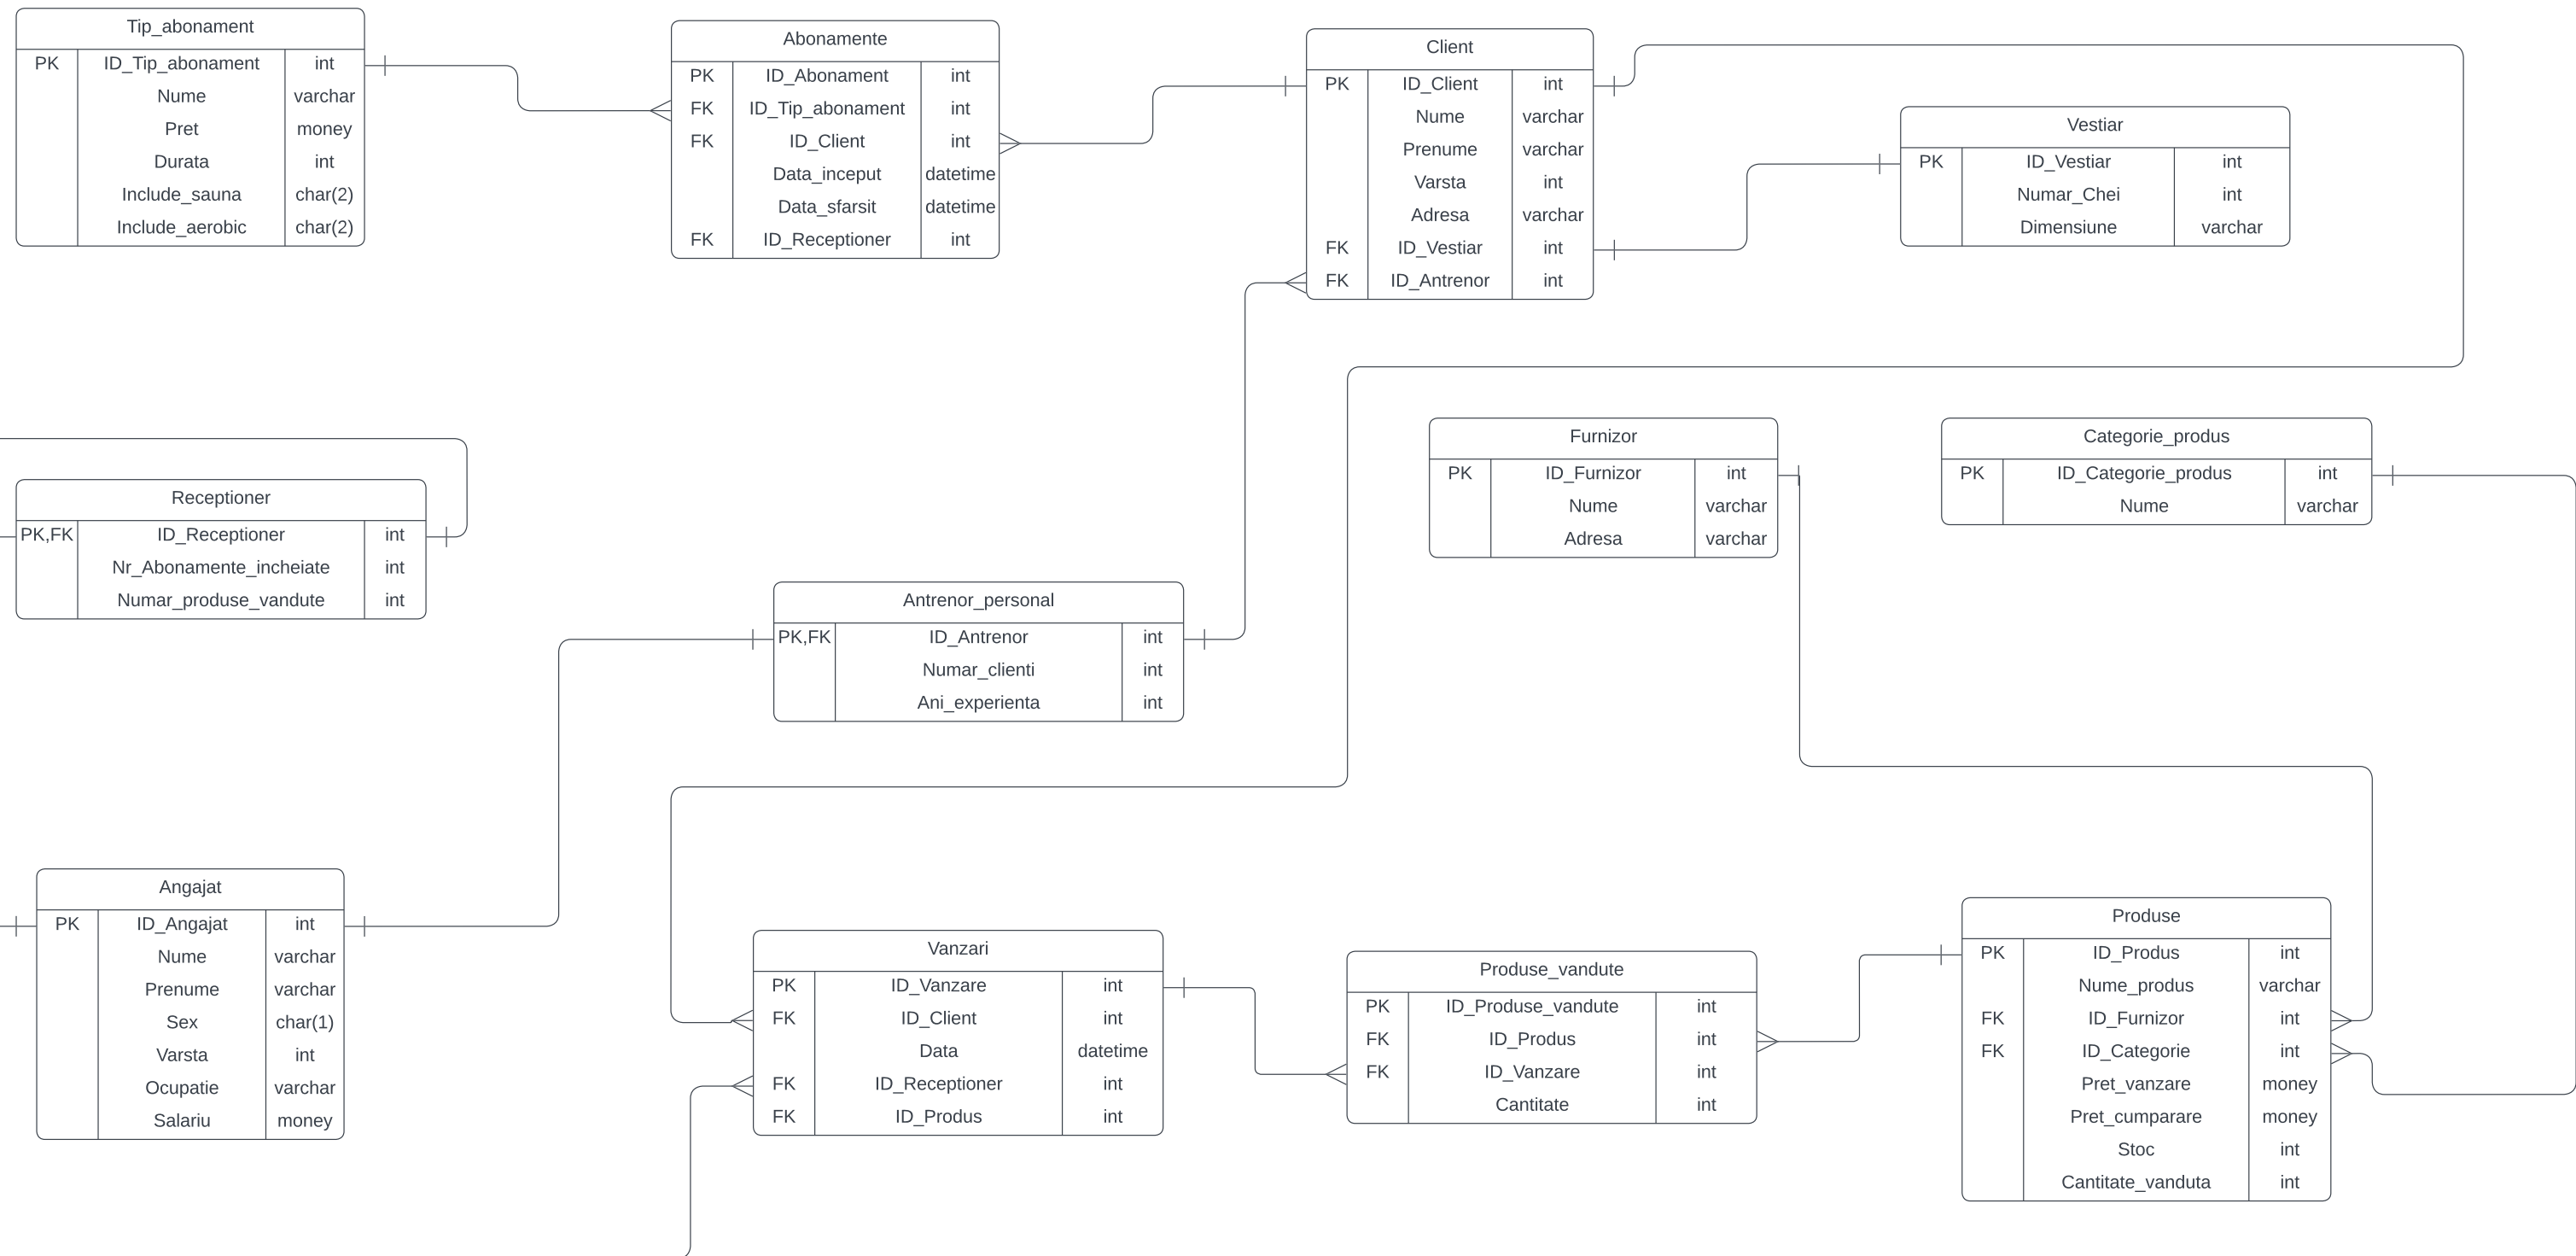 Tip_abonament
PK ID_Tip_abonament int
Nume varchar
Pret money
Durata int
Include_sauna char(2)
Include_aerobic char(2)
Abonamente
PK ID_Abonament int
FK ID_Tip_abonament int
FK ID_Client int
Data_inceput datetime
Data_sfarsit datetime
FK ID_Receptioner int
Client
PK ID_Client int
Nume varchar
Prenume varchar
Varsta int
Adresa varchar
FK ID_Vestiar int
FK ID_Antrenor int
Vestiar
PK ID_Vestiar int
Numar_Chei int
Dimensiune varchar
Receptioner
PK,FK ID_Receptioner int
Nr_Abonamente_incheiate int
Numar_produse_vandute int
Antrenor_personal
PK,FK ID_Antrenor int
Numar_clienti int
Ani_experienta int
Furnizor
PK ID_Furnizor int
Nume varchar
Adresa varchar
Categorie_produs
PK ID_Categorie_produs int
Nume varchar
Angajat
PK ID_Angajat int
Nume varchar
Prenume varchar
Sex char(1)
Varsta int
Ocupatie varchar
Salariu money
Vanzari
PK ID_Vanzare int
FK ID_Client int
Data datetime
FK ID_Receptioner int
FK ID_Produs int
Produse_vandute
PK ID_Produse_vandute int
FK ID_Produs int
FK ID_Vanzare int
Cantitate int
Produse
PK ID_Produs int
Nume_produs varchar
FK ID_Furnizor int
FK ID_Categorie int
Pret_vanzare money
Pret_cumparare money
Stoc int
Cantitate_vanduta int